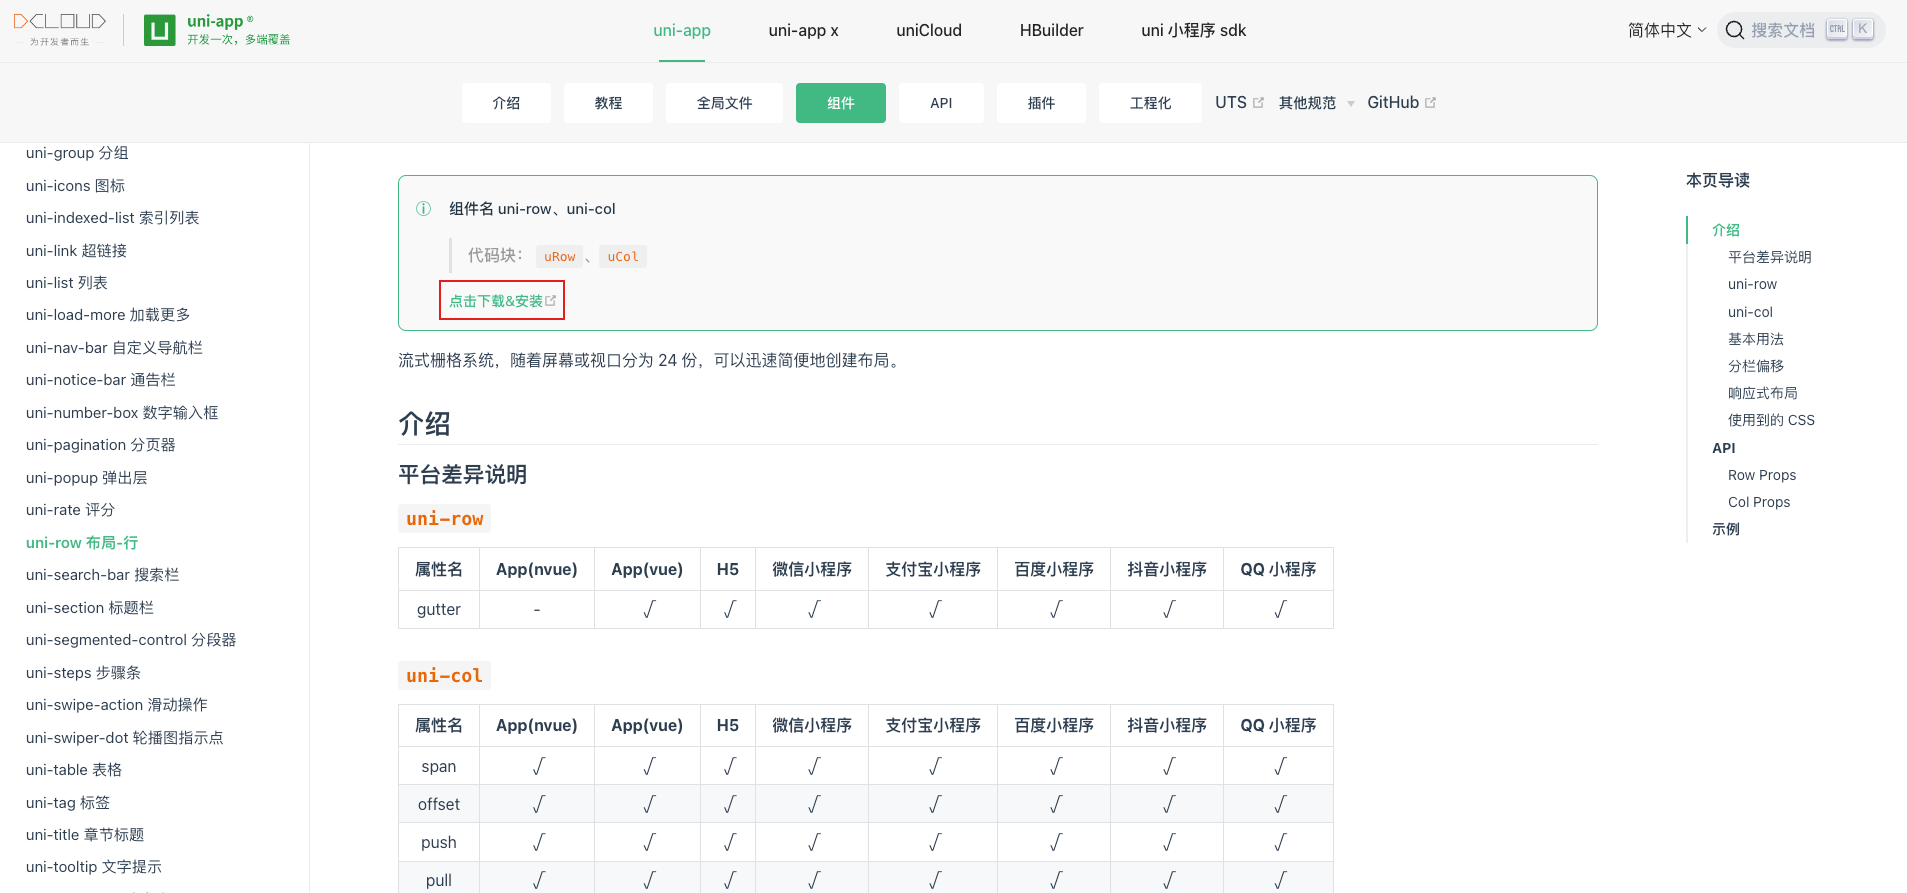 DCLOUD
为开发者而生
uni-app ®
开发一次，多端覆盖
uni-app
uni-app x
uniCloud
HBuilder
uni 小程序 sdk
简体中文
搜索文档
CTRL
K
介绍
教程
全局文件
组件
API
插件
工程化
UTS
其他规范
GitHub
uni-group 分组
uni-icons 图标
uni-indexed-list 索引列表
uni-link 超链接
uni-list 列表
uni-load-more 加载更多
uni-nav-bar 自定义导航栏
uni-notice-bar 通告栏
uni-number-box 数字输入框
uni-pagination 分页器
uni-popup 弹出层
uni-rate 评分
uni-row 布局-行
uni-search-bar 搜索栏
uni-section 标题栏
uni-segmented-control 分段器
uni-steps 步骤条
uni-swipe-action 滑动操作
uni-swiper-dot 轮播图指示点
uni-table 表格
uni-tag 标签
uni-title 章节标题
uni-tooltip 文字提示
组件名 uni-row、uni-col
代码块： uRow 、 uCol
点击下载&安装
流式栅格系统，随着屏幕或视口分为 24 份，可以迅速简便地创建布局。
介绍
平台差异说明
uni-row
属性名 App(nvue) App(vue) H5 微信小程序 支付宝小程序 百度小程序 抖音小程序 QQ 小程序
gutter - √ √ √ √ √ √ √
uni-col
属性名 App(nvue) App(vue) H5 微信小程序 支付宝小程序 百度小程序 抖音小程序 QQ 小程序
span √ √ √ √ √ √ √ √
offset √ √ √ √ √ √ √ √
push √ √ √ √ √ √ √ √
pull √ √ √ √ √ √ √ √
本页导读
介绍
平台差异说明
uni-row
uni-col
基本用法
分栏偏移
响应式布局
使用到的 CSS
API
Row Props
Col Props
示例